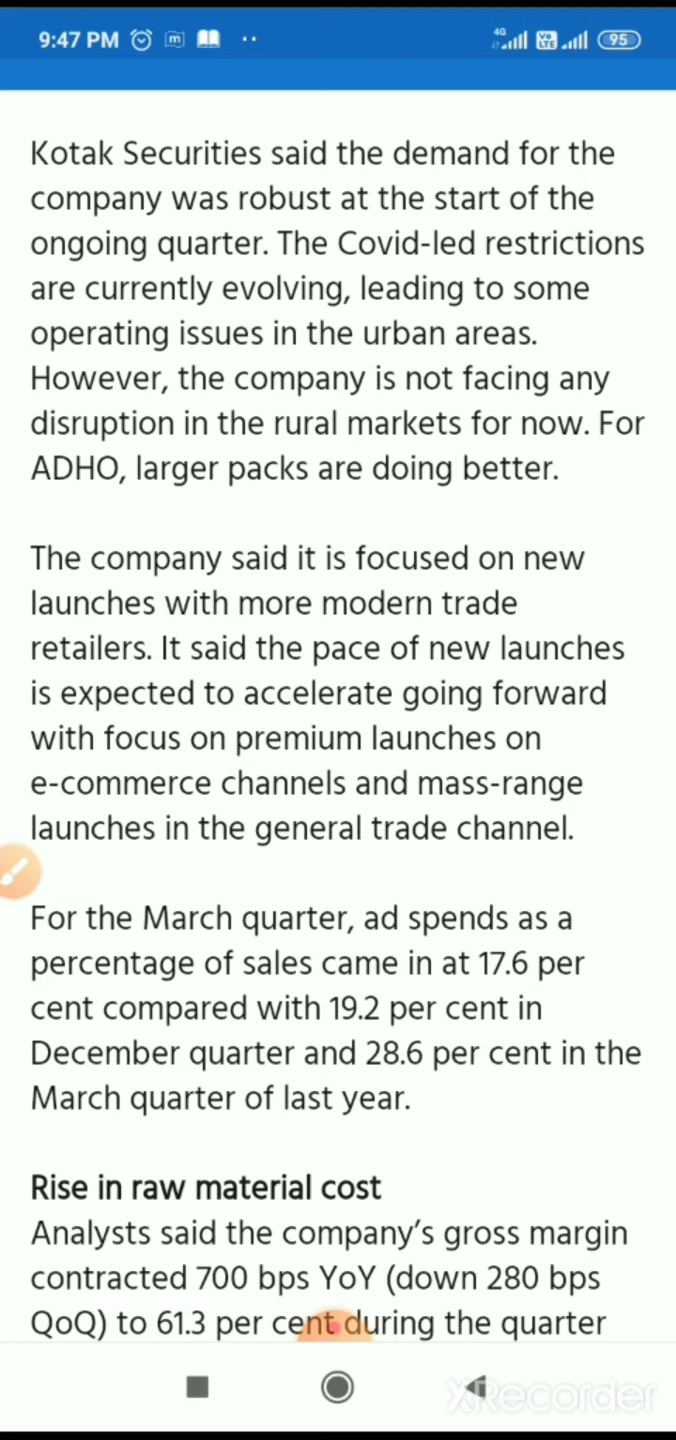 9:47 PM
4G
VO LTE
95
Kotak Securities said the demand for the
company was robust at the start of the
ongoing quarter. The Covid-led restrictions
are currently evolving, leading to some
operating issues in the urban areas.
However, the company is not facing any
disruption in the rural markets for now. For
ADHO, larger packs are doing better.
The company said it is focused on new
launches with more modern trade
retailers. It said the pace of new launches
is expected to accelerate going forward
with focus on premium launches on
e-commerce channels and mass-range
launches in the general trade channel.
For the March quarter, ad spends as a
percentage of sales came in at 17.6 per
cent compared with 19.2 per cent in
December quarter and 28.6 per cent in the
March quarter of last year.
Rise in raw material cost
Analysts said the company’s gross margin
contracted 700 bps YoY (down 280 bps
QoQ) to 61.3 per cent during the quarter
XRecorder